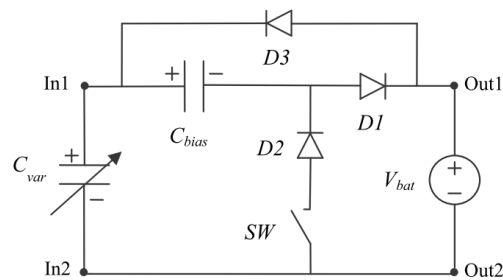 D3
In1
+
−
Out1
C_bias
D1
+
C_var
−
D2
+
−
V_bat
SW
In2
Out2